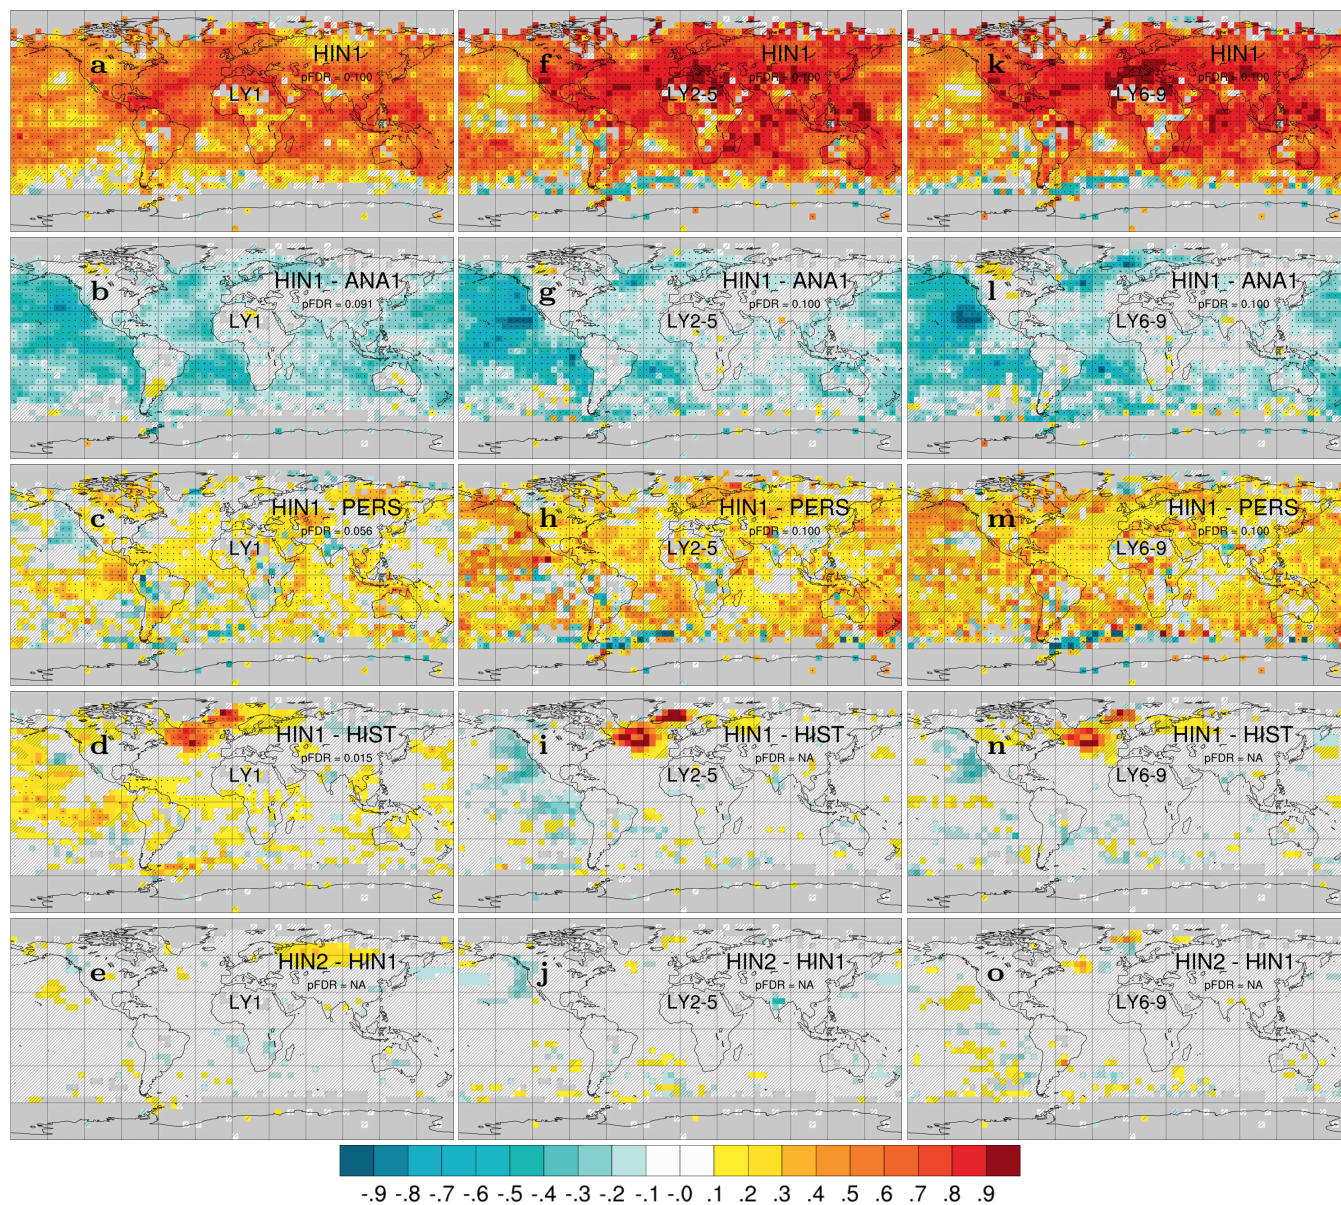 a
HIN1
pFDR = 0.100
LY1
f
HIN1
pFDR = 0.100
LY2-5
k
HIN1
pFDR = 0.100
LY6-9
b
HIN1 - ANA1
pFDR = 0.091
LY1
g
HIN1 - ANA1
pFDR = 0.100
LY2-5
l
HIN1 - ANA1
pFDR = 0.100
LY6-9
c
HIN1 - PERS
pFDR = 0.056
LY1
h
HIN1 - PERS
pFDR = 0.100
LY2-5
m
HIN1 - PERS
pFDR = 0.100
LY6-9
d
HIN1 - HIST
pFDR = 0.015
LY1
i
HIN1 - HIST
pFDR = NA
LY2-5
n
HIN1 - HIST
pFDR = NA
LY6-9
e
HIN2 - HIN1
pFDR = NA
LY1
j
HIN2 - HIN1
pFDR = NA
LY2-5
o
HIN2 - HIN1
pFDR = NA
LY6-9
-.9 -.8 -.7 -.6 -.5 -.4 -.3 -.2 -.1 -.0 .1 .2 .3 .4 .5 .6 .7 .8 .9